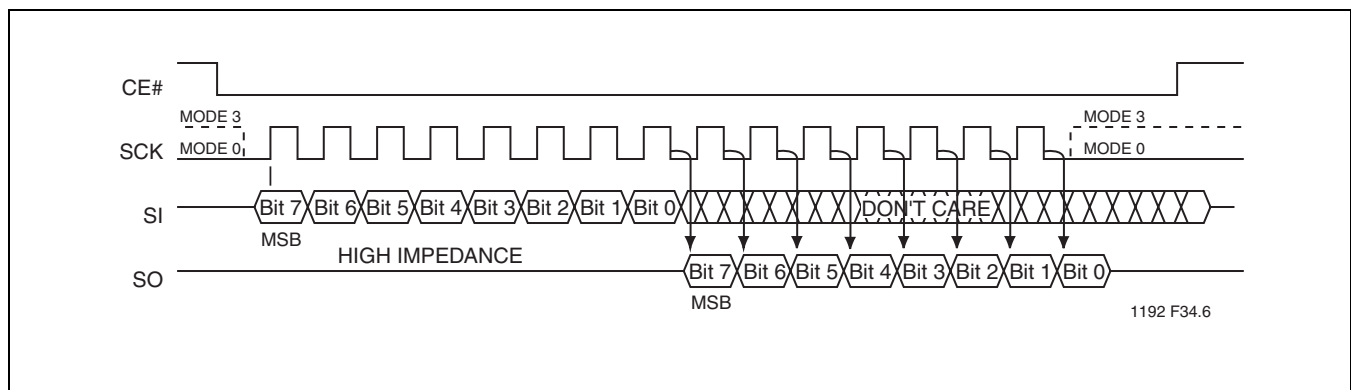 CE#
MODE 3
MODE 3
SCK
MODE 0
MODE 0
SI
Bit 7 Bit 6 Bit 5 Bit 4 Bit 3 Bit 2 Bit 1 Bit 0
DON'T CARE
MSB
HIGH IMPEDANCE
SO
Bit 7 Bit 6 Bit 5 Bit 4 Bit 3 Bit 2 Bit 1 Bit 0
MSB
1192 F34.6